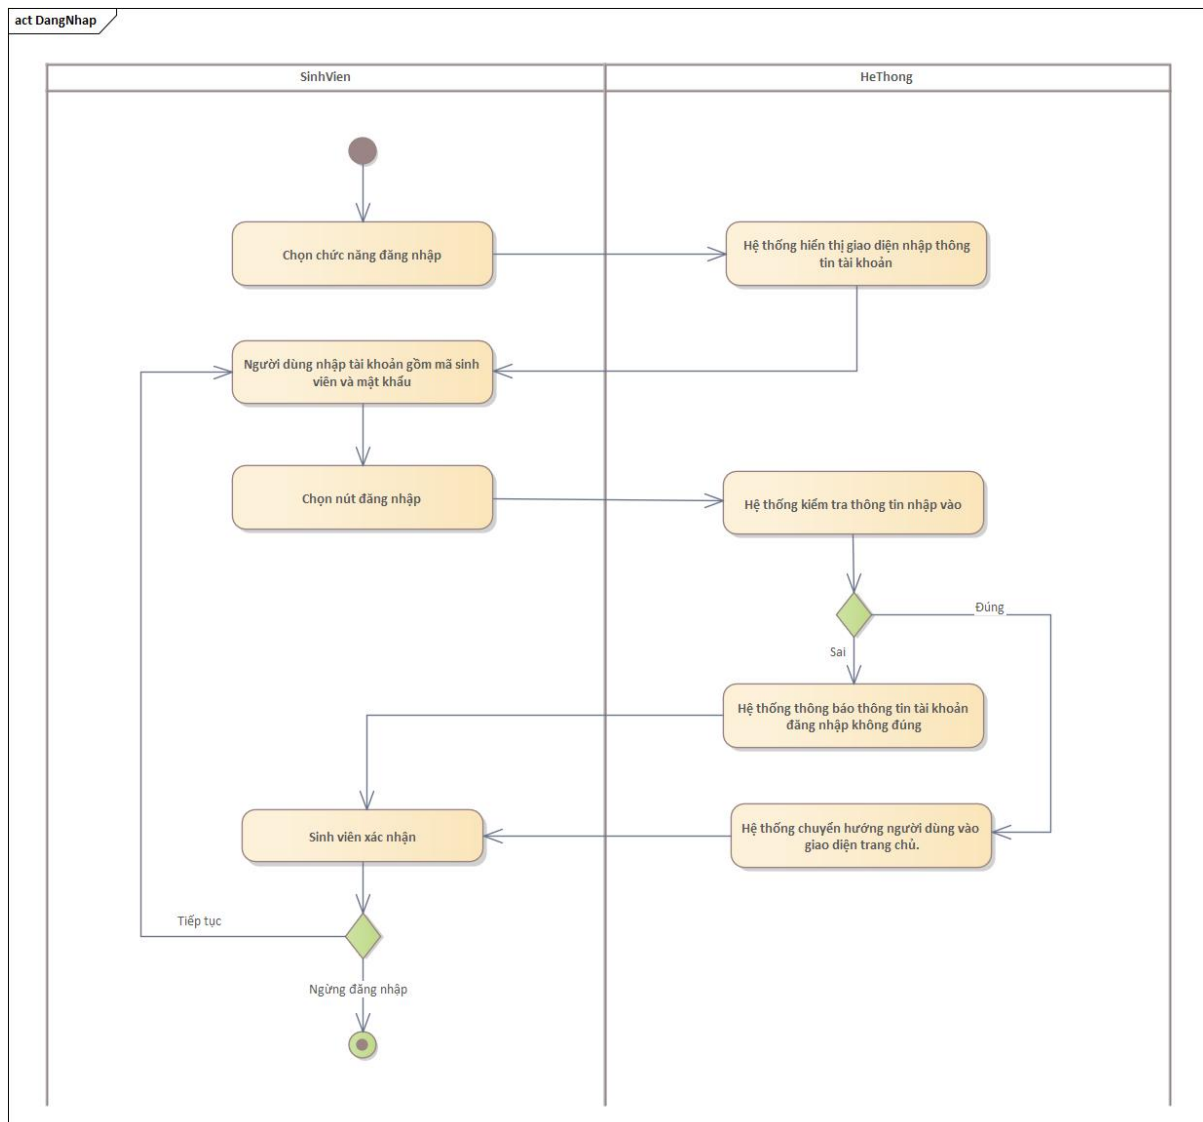 act DangNhap
SinhVien
HeThong
Chọn chức năng đăng nhập
Hệ thống hiển thị giao diện nhập thông
tin tài khoản
Người dùng nhập tài khoản gồm mã sinh
viên và mật khẩu
Chọn nút đăng nhập
Hệ thống kiểm tra thông tin nhập vào
Đúng
Sai
Hệ thống thông báo thông tin tài khoản
đăng nhập không đúng
Sinh viên xác nhận
Hệ thống chuyển hướng người dùng vào
giao diện trang chủ.
Tiếp tục
Ngừng đăng nhập